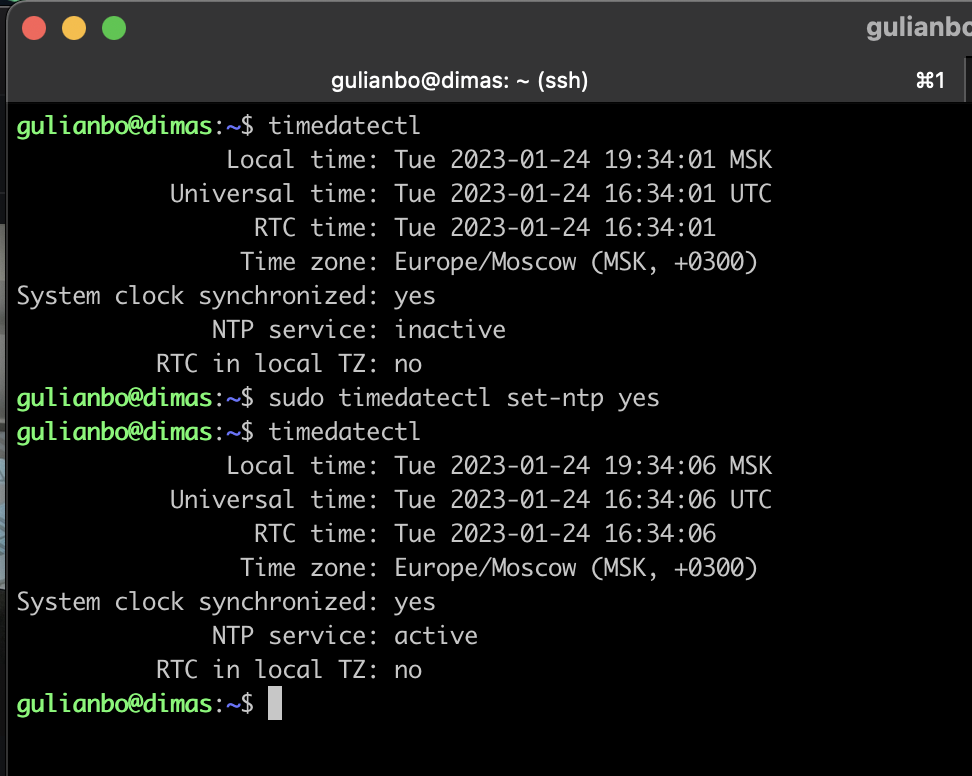 gulianbo
gulianbo@dimas: ~ (ssh) ⌘1
gulianbo@dimas:~$ timedatectl
Local time: Tue 2023-01-24 19:34:01 MSK
Universal time: Tue 2023-01-24 16:34:01 UTC
RTC time: Tue 2023-01-24 16:34:01
Time zone: Europe/Moscow (MSK, +0300)
System clock synchronized: yes
NTP service: inactive
RTC in local TZ: no
gulianbo@dimas:~$ sudo timedatectl set-ntp yes
gulianbo@dimas:~$ timedatectl
Local time: Tue 2023-01-24 19:34:06 MSK
Universal time: Tue 2023-01-24 16:34:06 UTC
RTC time: Tue 2023-01-24 16:34:06
Time zone: Europe/Moscow (MSK, +0300)
System clock synchronized: yes
NTP service: active
RTC in local TZ: no
gulianbo@dimas:~$